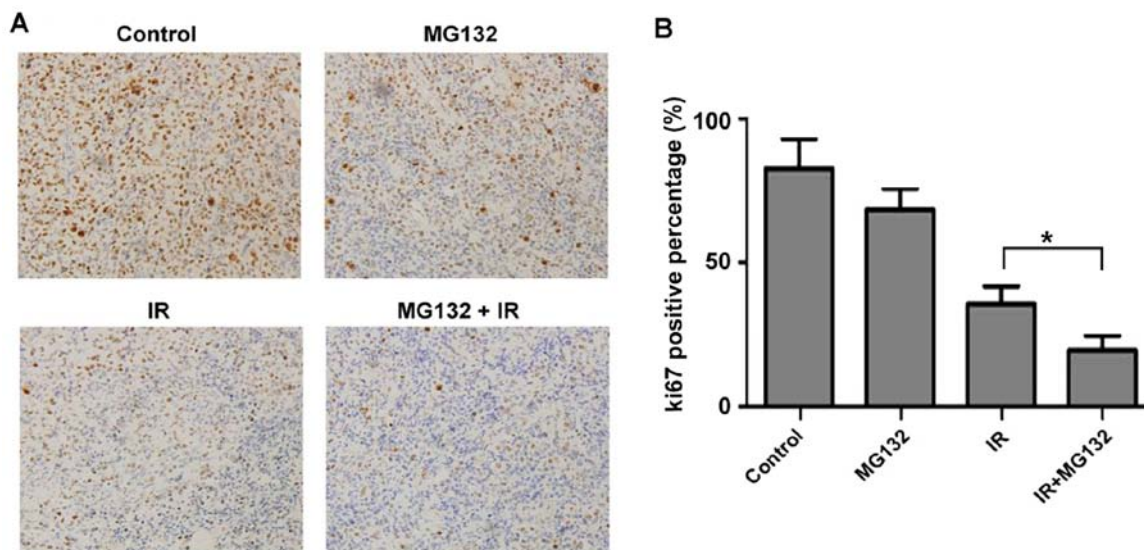 A
Control
MG132
IR
MG132 + IR
B
ki67 positive percentage (%)
100
50
0
*
Control
MG132
IR
IR+MG132